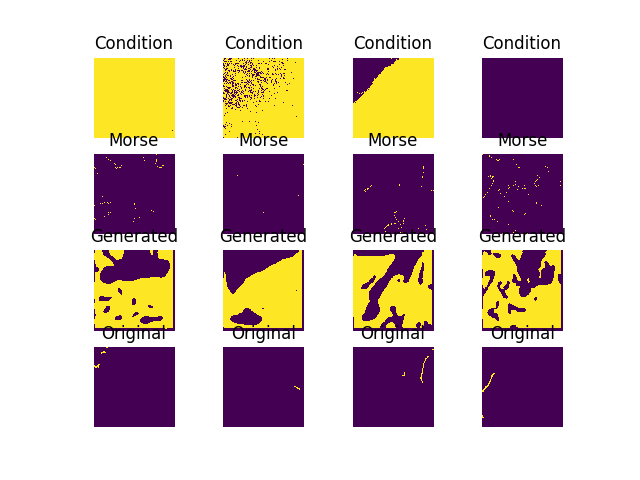 Condition Condition Condition Condition
Morse Morse Morse Morse
Generated Generated Generated Generated
Original Original Original Original